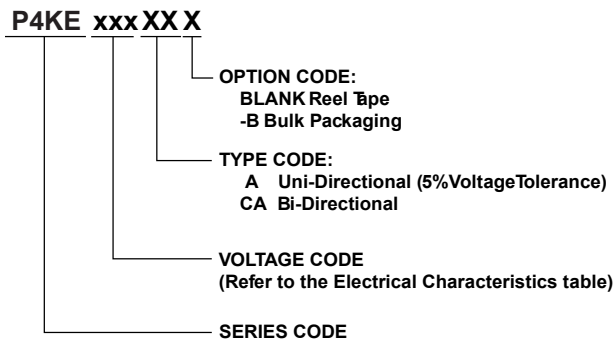 P4KE xxx XX X
OPTION CODE:
BLANK Reel Tape
-B Bulk Packaging
TYPE CODE:
A Uni-Directional (5%VoltageTolerance)
CA Bi-Directional
VOLTAGE CODE
(Refer to the Electrical Characteristics table)
SERIES CODE